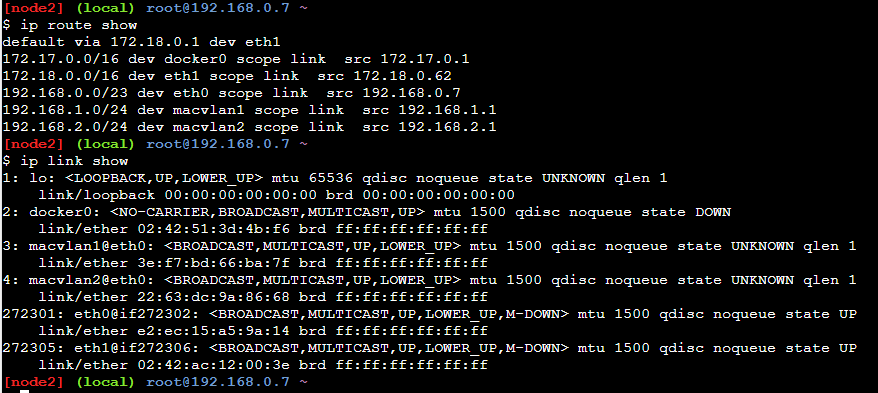 [node2] (local) root@192.168.0.7 ~
$ ip route show
default via 172.18.0.1 dev eth1
172.17.0.0/16 dev docker0 scope link  src 172.17.0.1
172.18.0.0/16 dev eth1 scope link  src 172.18.0.62
192.168.0.0/23 dev eth0 scope link  src 192.168.0.7
192.168.1.0/24 dev macvlan1 scope link  src 192.168.1.1
192.168.2.0/24 dev macvlan2 scope link  src 192.168.2.1
[node2] (local) root@192.168.0.7 ~
$ ip link show
1: lo: <LOOPBACK,UP,LOWER_UP> mtu 65536 qdisc noqueue state UNKNOWN qlen 1
    link/loopback 00:00:00:00:00:00 brd 00:00:00:00:00:00
2: docker0: <NO-CARRIER,BROADCAST,MULTICAST,UP> mtu 1500 qdisc noqueue state DOWN
    link/ether 02:42:51:3d:4b:f6 brd ff:ff:ff:ff:ff:ff
3: macvlan1@eth0: <BROADCAST,MULTICAST,UP,LOWER_UP> mtu 1500 qdisc noqueue state UNKNOWN qlen 1
    link/ether 3e:f7:bd:66:ba:7f brd ff:ff:ff:ff:ff:ff
4: macvlan2@eth0: <BROADCAST,MULTICAST,UP,LOWER_UP> mtu 1500 qdisc noqueue state UNKNOWN qlen 1
    link/ether 22:63:dc:9a:86:68 brd ff:ff:ff:ff:ff:ff
272301: eth0@if272302: <BROADCAST,MULTICAST,UP,LOWER_UP,M-DOWN> mtu 1500 qdisc noqueue state UP
    link/ether e2:ec:15:a5:9a:14 brd ff:ff:ff:ff:ff:ff
272305: eth1@if272306: <BROADCAST,MULTICAST,UP,LOWER_UP,M-DOWN> mtu 1500 qdisc noqueue state UP
    link/ether 02:42:ac:12:00:3e brd ff:ff:ff:ff:ff:ff
[node2] (local) root@192.168.0.7 ~